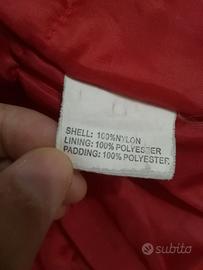 SHELL: 100%NYLON
LINING: 100% POLYESTER
PADDING: 100% POLYESTER
subito